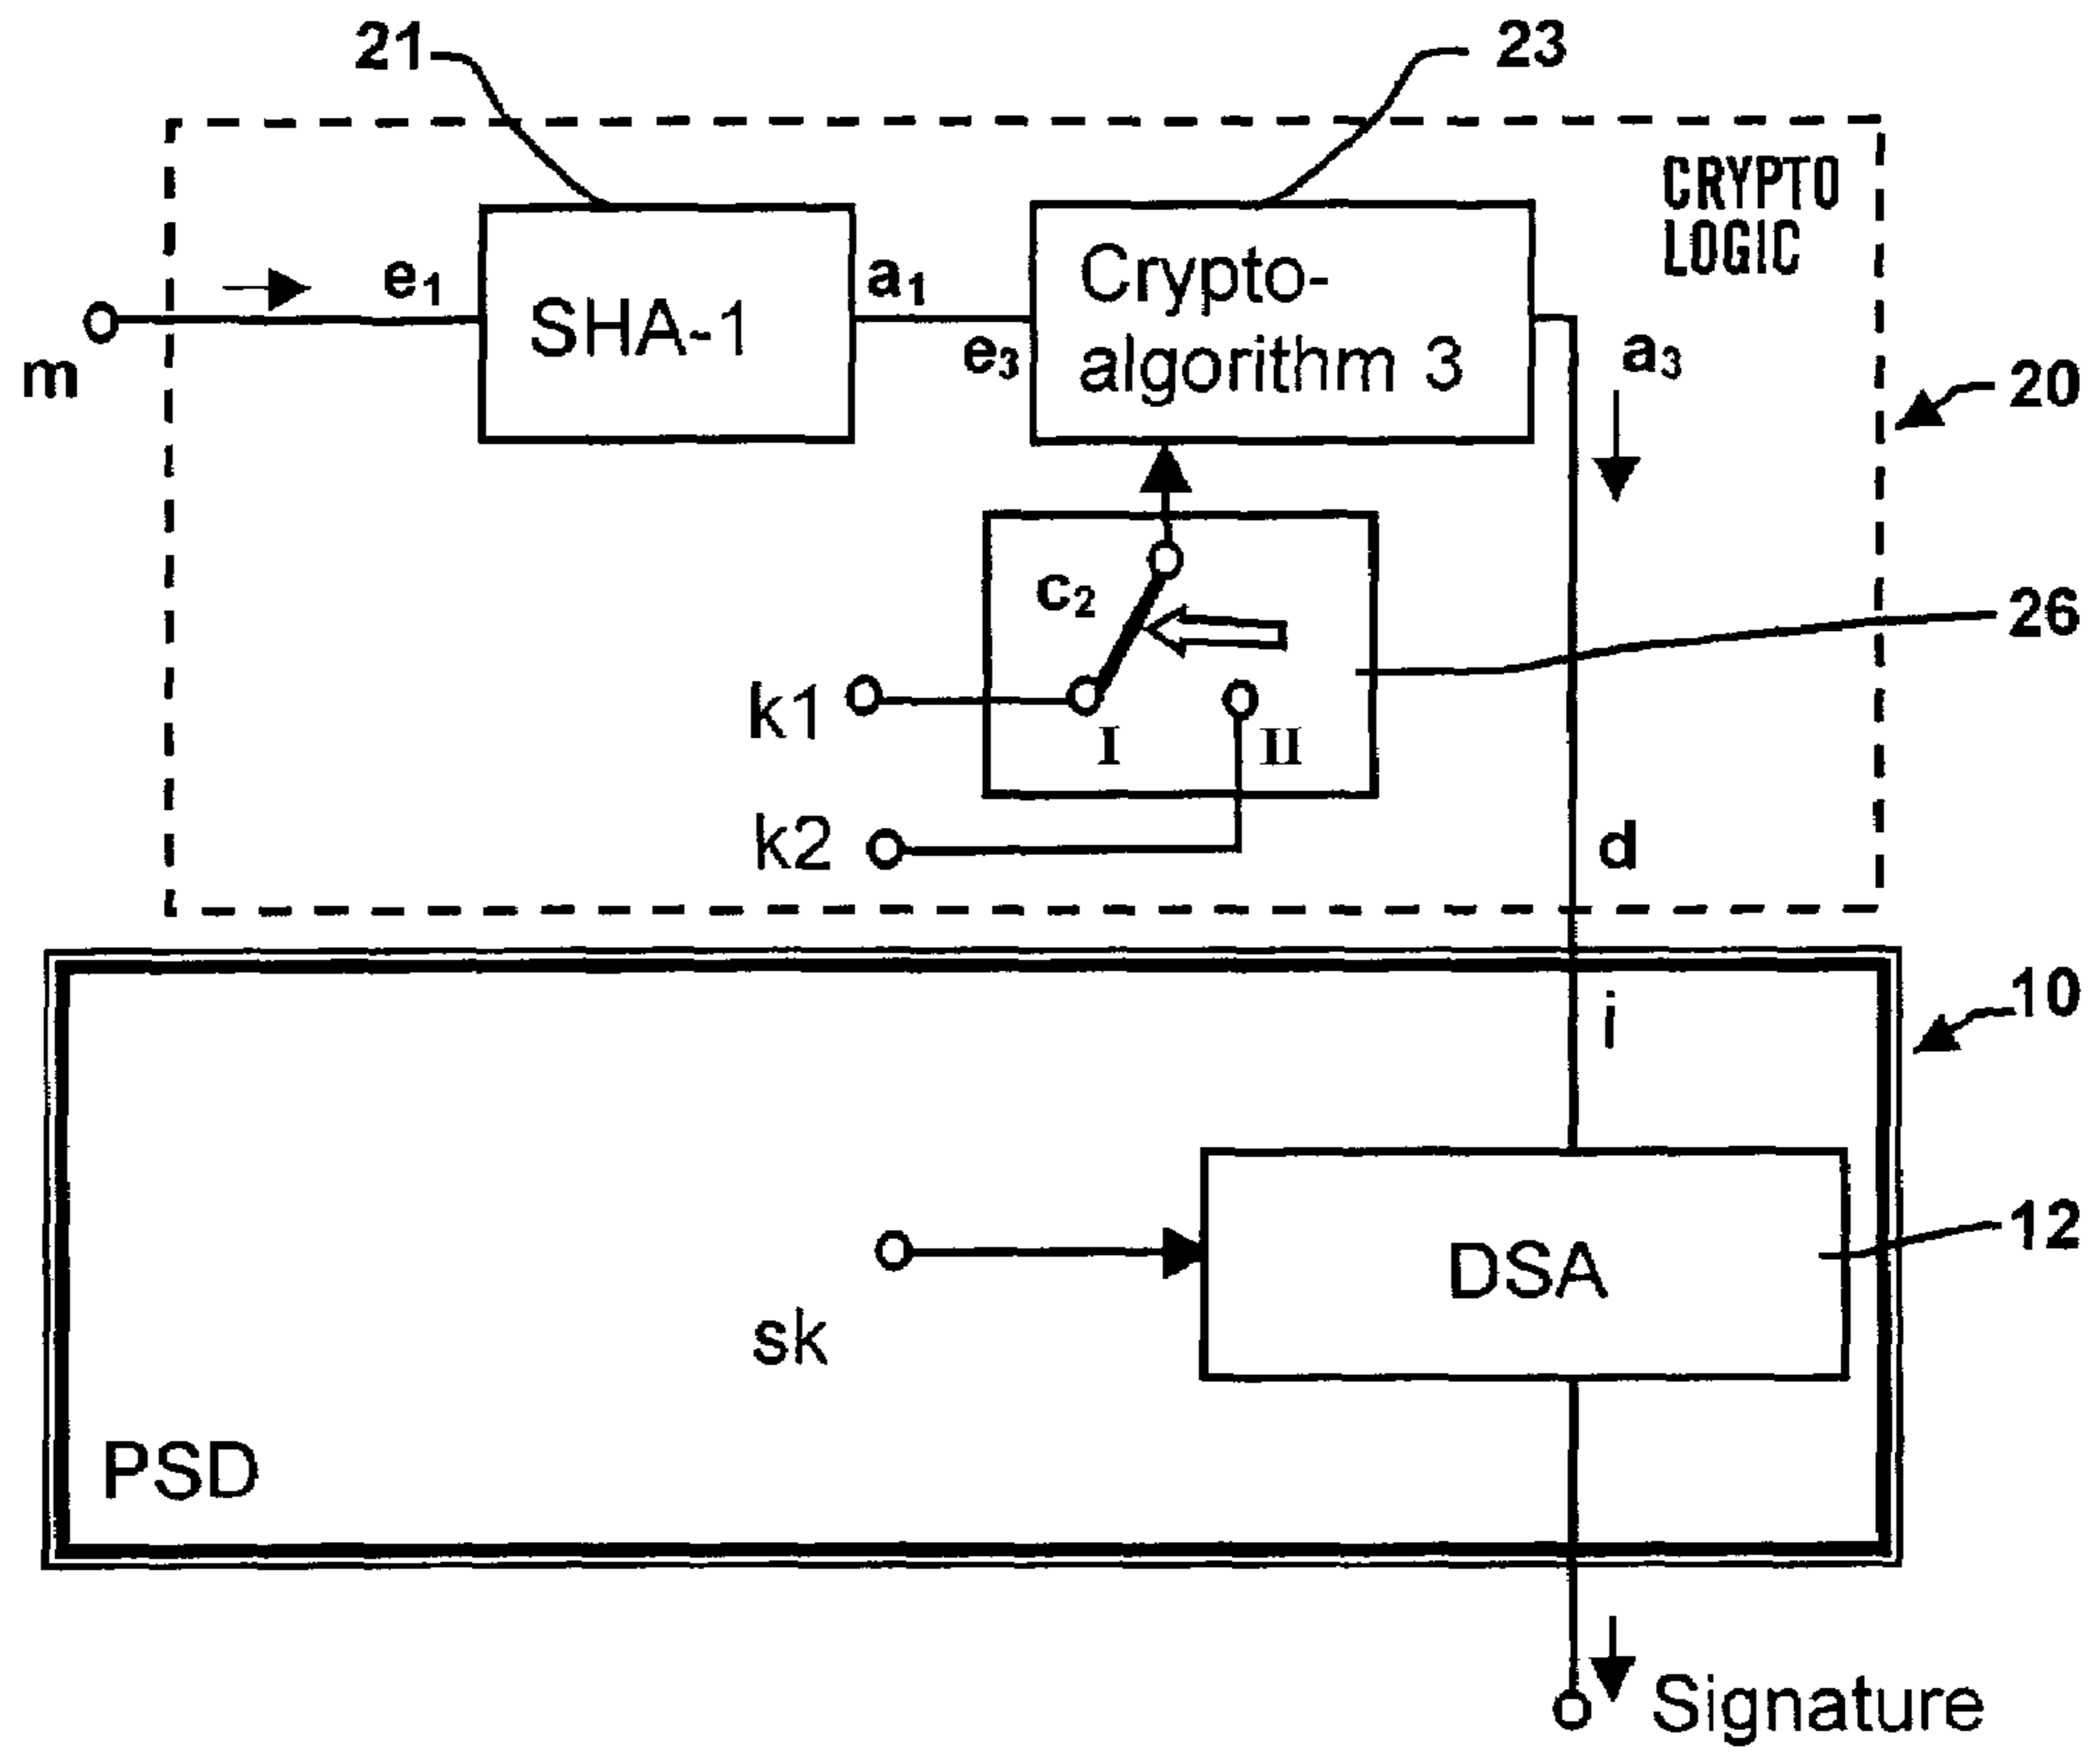 21
23
CRYPTO
LOGIC
e1
a1
Crypto-
SHA-1
m
e3
algorithm 3
a3
20
c2
26
k1
I
II
k2
d
10
i
12
DSA
sk
PSD
Signature